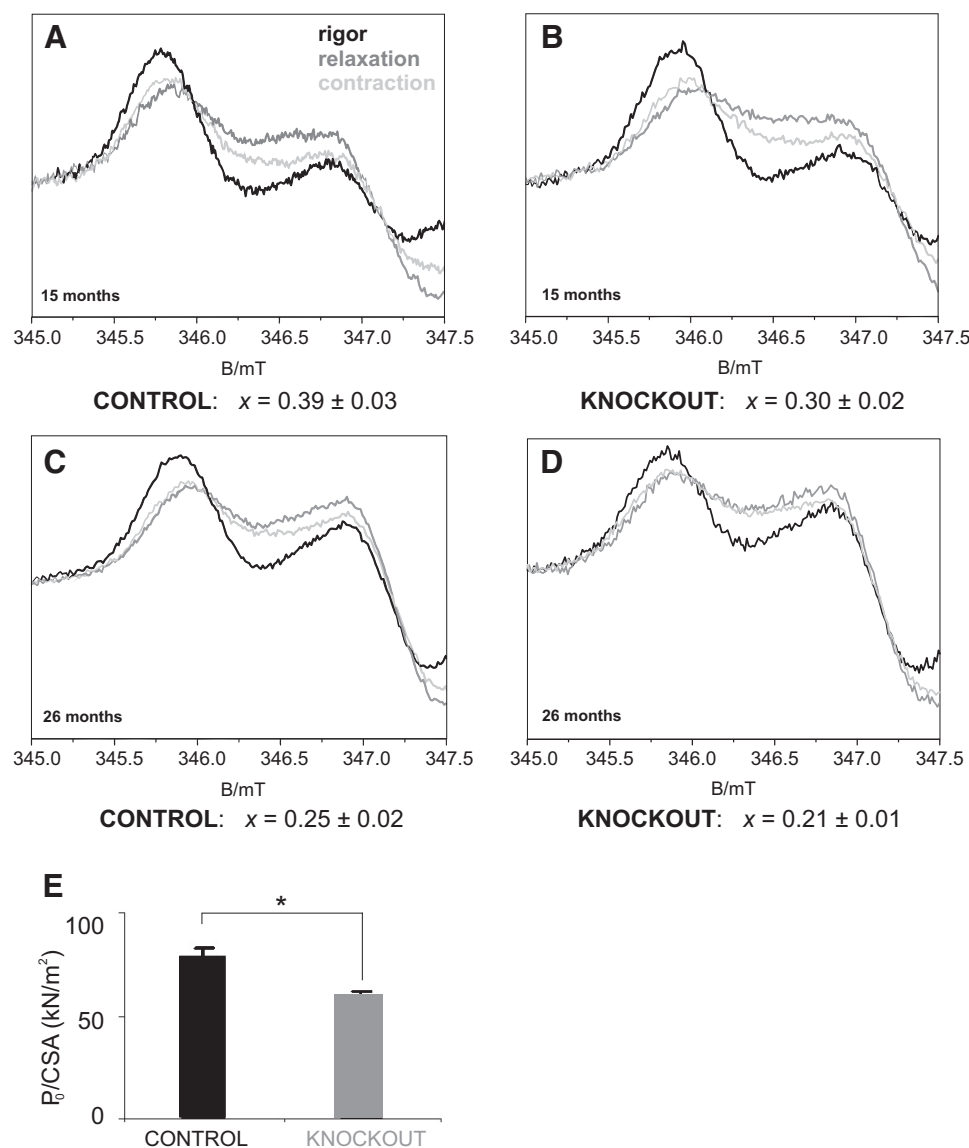 A
rigor
relaxation
contraction
15 months
345.0 345.5 346.0 346.5 347.0 347.5
B/mT
CONTROL: x = 0.39 ± 0.03
B
15 months
345.0 345.5 346.0 346.5 347.0 347.5
B/mT
KNOCKOUT: x = 0.30 ± 0.02
C
26 months
345.0 345.5 346.0 346.5 347.0 347.5
B/mT
CONTROL: x = 0.25 ± 0.02
D
26 months
345.0 345.5 346.0 346.5 347.0 347.5
B/mT
KNOCKOUT: x = 0.21 ± 0.01
E
*
P₀/CSA (kN/m²)
100
50
0
CONTROL KNOCKOUT